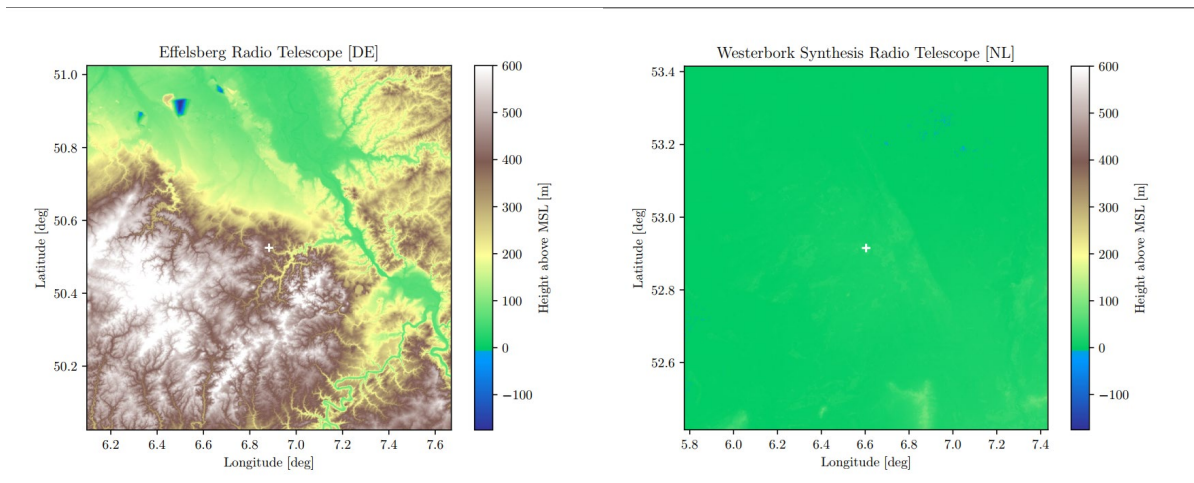 Effelsberg Radio Telescope [DE]
51.0
50.8
50.6
50.4
50.2
Latitude [deg]
6.2 6.4 6.6 6.8 7.0 7.2 7.4 7.6
Longitude [deg]
600
500
400
300
200
100
0
−100
Height above MSL [m]
Westerbork Synthesis Radio Telescope [NL]
53.4
53.2
53.0
52.8
52.6
Latitude [deg]
5.8 6.0 6.2 6.4 6.6 6.8 7.0 7.2 7.4
Longitude [deg]
600
500
400
300
200
100
0
−100
Height above MSL [m]